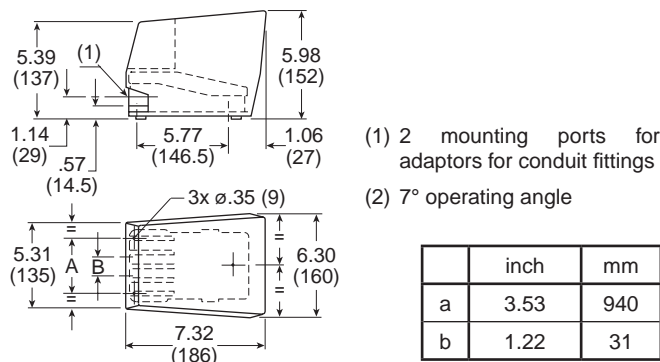 5.39
(137)
(1)
5.98
(152)
1.14
(29)
.57
(14.5)
5.77
(146.5)
1.06
(27)
(1) 2 mounting ports for
adaptors for conduit fittings
(2) 7° operating angle
3x ø.35 (9)
=
=
5.31
(135)
A
B
=
=
6.30
(160)
7.32
(186)
inch mm
a 3.53 940
b 1.22 31